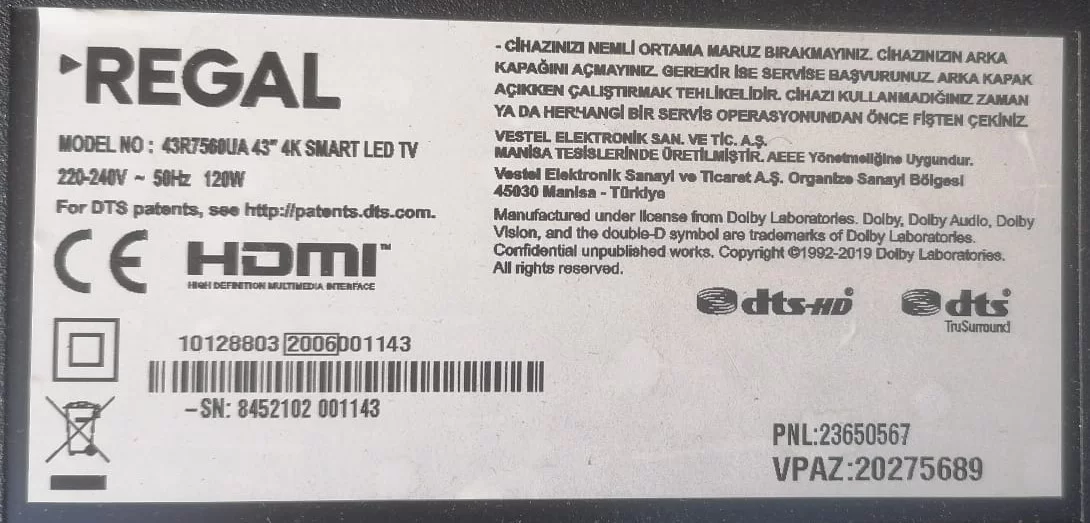 REGAL
MODEL NO : 43R7560UA 43" 4K SMART LED TV
220-240V ~ 50Hz 120W
For DTS patents, see http://patents.dts.com.
CE HDMI™
HIGH DEFINITION MULTIMEDIA INTERFACE
10128803 2006001143
-SN: 8452102 001143
- CİHAZINIZI NEMLİ ORTAMA MARUZ BIRAKMAYINIZ. CİHAZINIZIN ARKA
KAPAĞINI AÇMAYINIZ. GEREKİR İSE SERVİSE BAŞVURUNUZ. ARKA KAPAK
AÇIKKEN ÇALIŞTIRMAK TEHLİKELİDİR. CİHAZI KULLANMADIĞINIZ ZAMAN
YA DA HERHANGİ BİR SERVİS OPERASYONUNDAN ÖNCE FİŞTEN ÇEKİNİZ.
VESTEL ELEKTRONİK SAN. VE TİC. A.Ş.
MANİSA TESİSLERİNDE ÜRETİLMİŞTİR. AEEE Yönetmeliğine Uygundur.
Vestel Elektronik Sanayi ve Ticaret A.Ş. Organize Sanayi Bölgesi
45030 Manisa - Türkiye
Manufactured under license from Dolby Laboratories. Dolby, Dolby Audio, Dolby
Vision, and the double-D symbol are trademarks of Dolby Laboratories.
Confidential unpublished works. Copyright ©1992-2019 Dolby Laboratories.
All rights reserved.
dts-HD dts
TruSurround
PNL:23650567
VPAZ:20275689